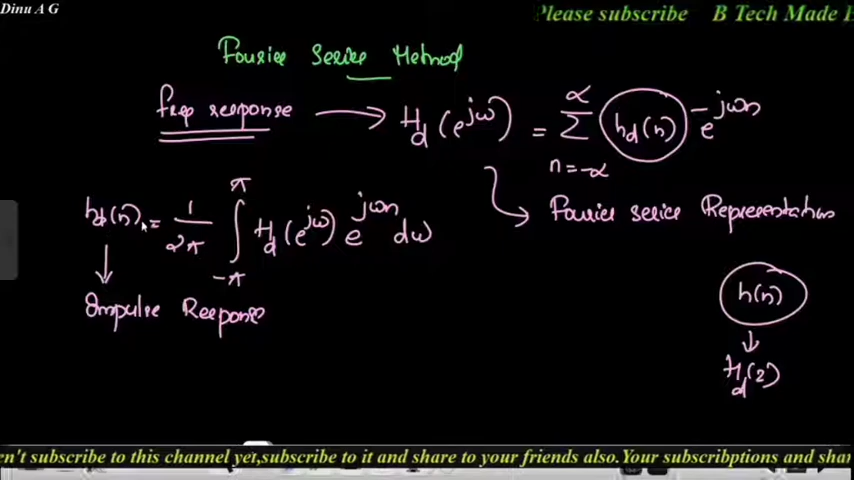 Dinu A G
Please subscribe B Tech Made E
Fourier Series Method
freq response → H_d(e^{jω}) = Σ_{n=-α}^{α} h_d(n) e^{-jωn}
Fourier series Representation
h_d(n) = 1/2π ∫_{-π}^{π} H_d(e^{jω}) e^{jωn} dω
Impulse Response
h(n)
H_d(z)
n't subscribe to this channel yet,subscribe to it and share to your friends also.Your subscribptions and shar